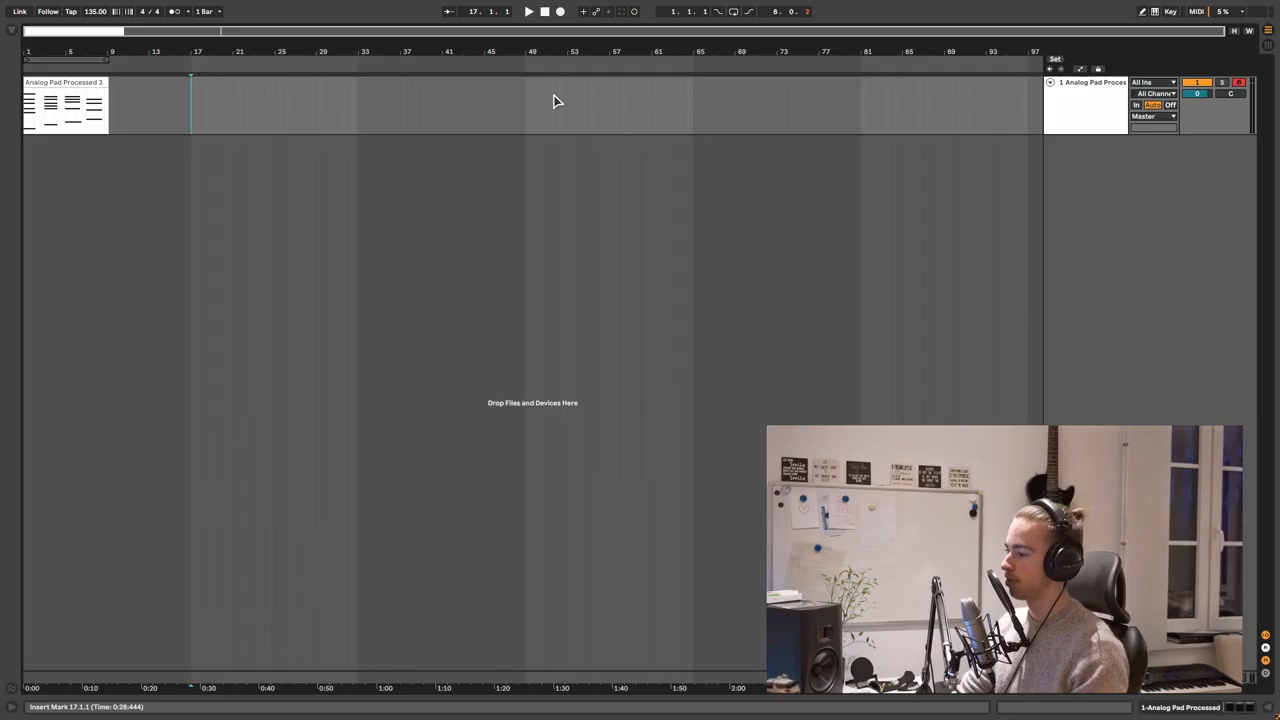 Link Follow Tap 135.00 4 / 4 1 Bar 17. 1. 1 1. 1. 1 8. 0. 2 Key MIDI 5 %
H W
1 5 9 13 17 21 25 29 33 37 41 45 49 53 57 61 65 69 73 77 81 85 89 93 97
Set
Analog Pad Processed 3
1 Analog Pad Proces
All Ins
1 S
All Channe
0 C
In Auto Off
Master
Drop Files and Devices Here
0:00 0:10 0:20 0:30 0:40 0:50 1:00 1:10 1:20 1:30 1:40 1:50 2:00
Insert Mark 17.1.1 (Time: 0:28:444)
1-Analog Pad Processed